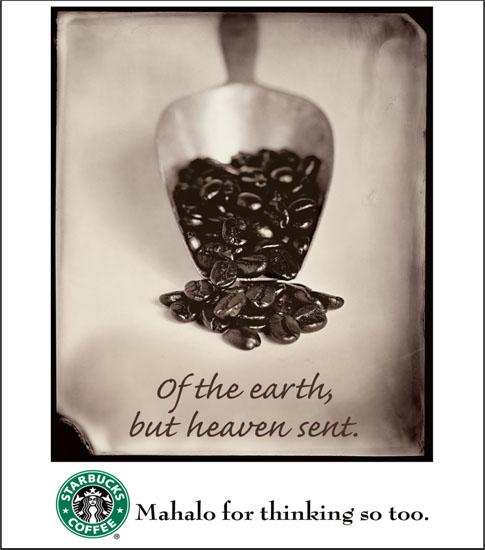 Of the earth,
but heaven sent.
STARBUCKS
COFFEE
®
Mahalo for thinking so too.